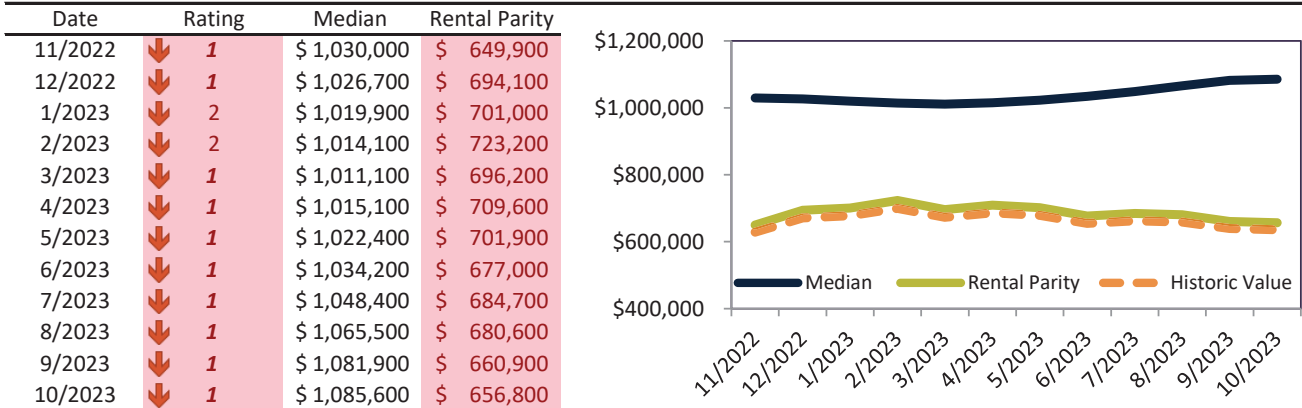 Date Rating Median Rental Parity
11/2022 1 $ 1,030,000 $ 649,900
12/2022 1 $ 1,026,700 $ 694,100
1/2023 2 $ 1,019,900 $ 701,000
2/2023 2 $ 1,014,100 $ 723,200
3/2023 1 $ 1,011,100 $ 696,200
4/2023 1 $ 1,015,100 $ 709,600
5/2023 1 $ 1,022,400 $ 701,900
6/2023 1 $ 1,034,200 $ 677,000
7/2023 1 $ 1,048,400 $ 684,700
8/2023 1 $ 1,065,500 $ 680,600
9/2023 1 $ 1,081,900 $ 660,900
10/2023 1 $ 1,085,600 $ 656,800
$1,200,000
$1,000,000
$800,000
$600,000
$400,000
Median Rental Parity Historic Value
11/2022 12/2022 1/2023 2/2023 3/2023 4/2023 5/2023 6/2023 7/2023 8/2023 9/2023 10/2023